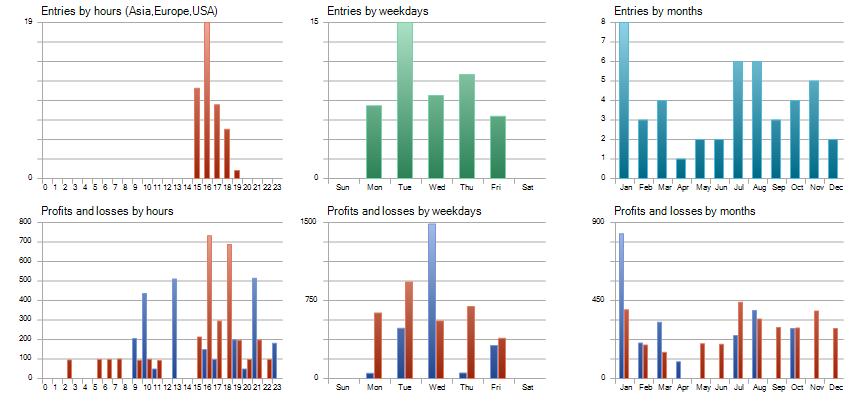 Entries by hours (Asia,Europe,USA)
19
0
0 1 2 3 4 5 6 7 8 9 10 11 12 13 14 15 16 17 18 19 20 21 22 23
Entries by weekdays
15
0
Sun Mon Tue Wed Thu Fri Sat
Entries by months
8
7
6
5
4
3
2
1
0
Jan Feb Mar Apr May Jun Jul Aug Sep Oct Nov Dec
Profits and losses by hours
800
700
600
500
400
300
200
100
0
0 1 2 3 4 5 6 7 8 9 10 11 12 13 14 15 16 17 18 19 20 21 22 23
Profits and losses by weekdays
1500
750
0
Sun Mon Tue Wed Thu Fri Sat
Profits and losses by months
900
450
0
Jan Feb Mar Apr May Jun Jul Aug Sep Oct Nov Dec